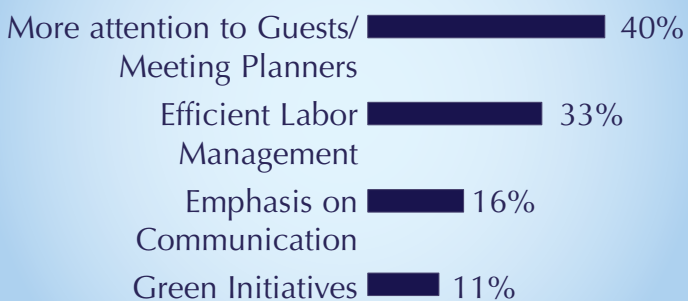 More attention to Guests/ 40%
Meeting Planners
Efficient Labor 33%
Management
Emphasis on 16%
Communication
Green Initiatives 11%